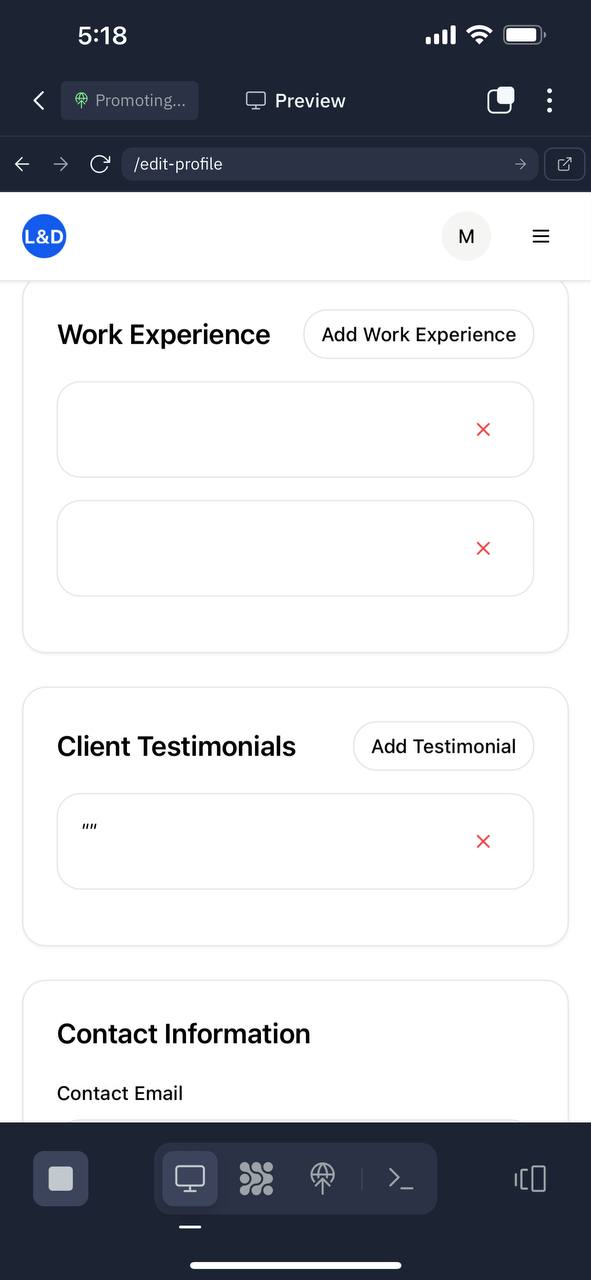 5:18
Promoting...
Preview
/edit-profile
L&D
M
Work Experience
Add Work Experience
Client Testimonials
Add Testimonial
""
Contact Information
Contact Email